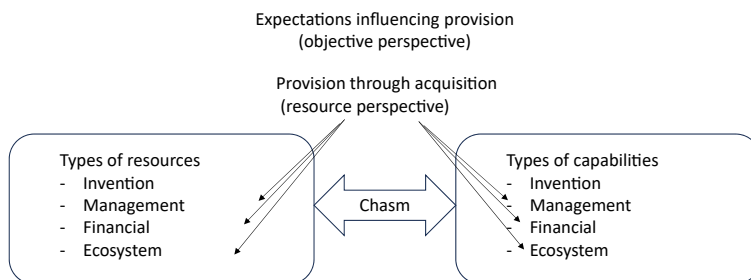 Expectations influencing provision
(objective perspective)
Provision through acquisition
(resource perspective)
Types of resources
- Invention
- Management
- Financial
- Ecosystem
Chasm
Types of capabilities
- Invention
- Management
- Financial
- Ecosystem